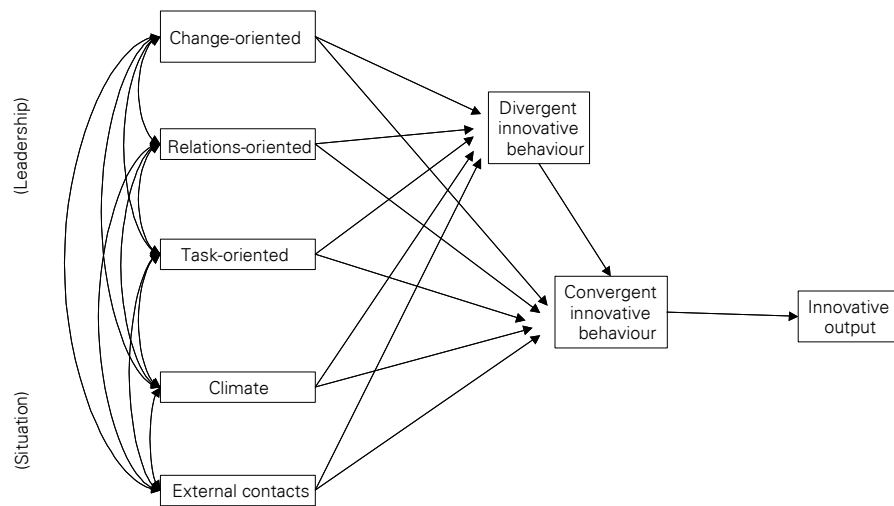 (Leadership)
(Situation)
Change-oriented
Relations-oriented
Task-oriented
Climate
External contacts
Divergent
innovative
behaviour
Convergent
innovative
behaviour
Innovative
output